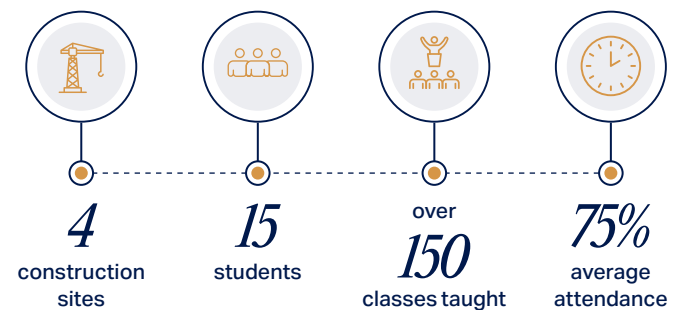 4
construction
sites
15
students
over
150
classes taught
75%
average
attendance